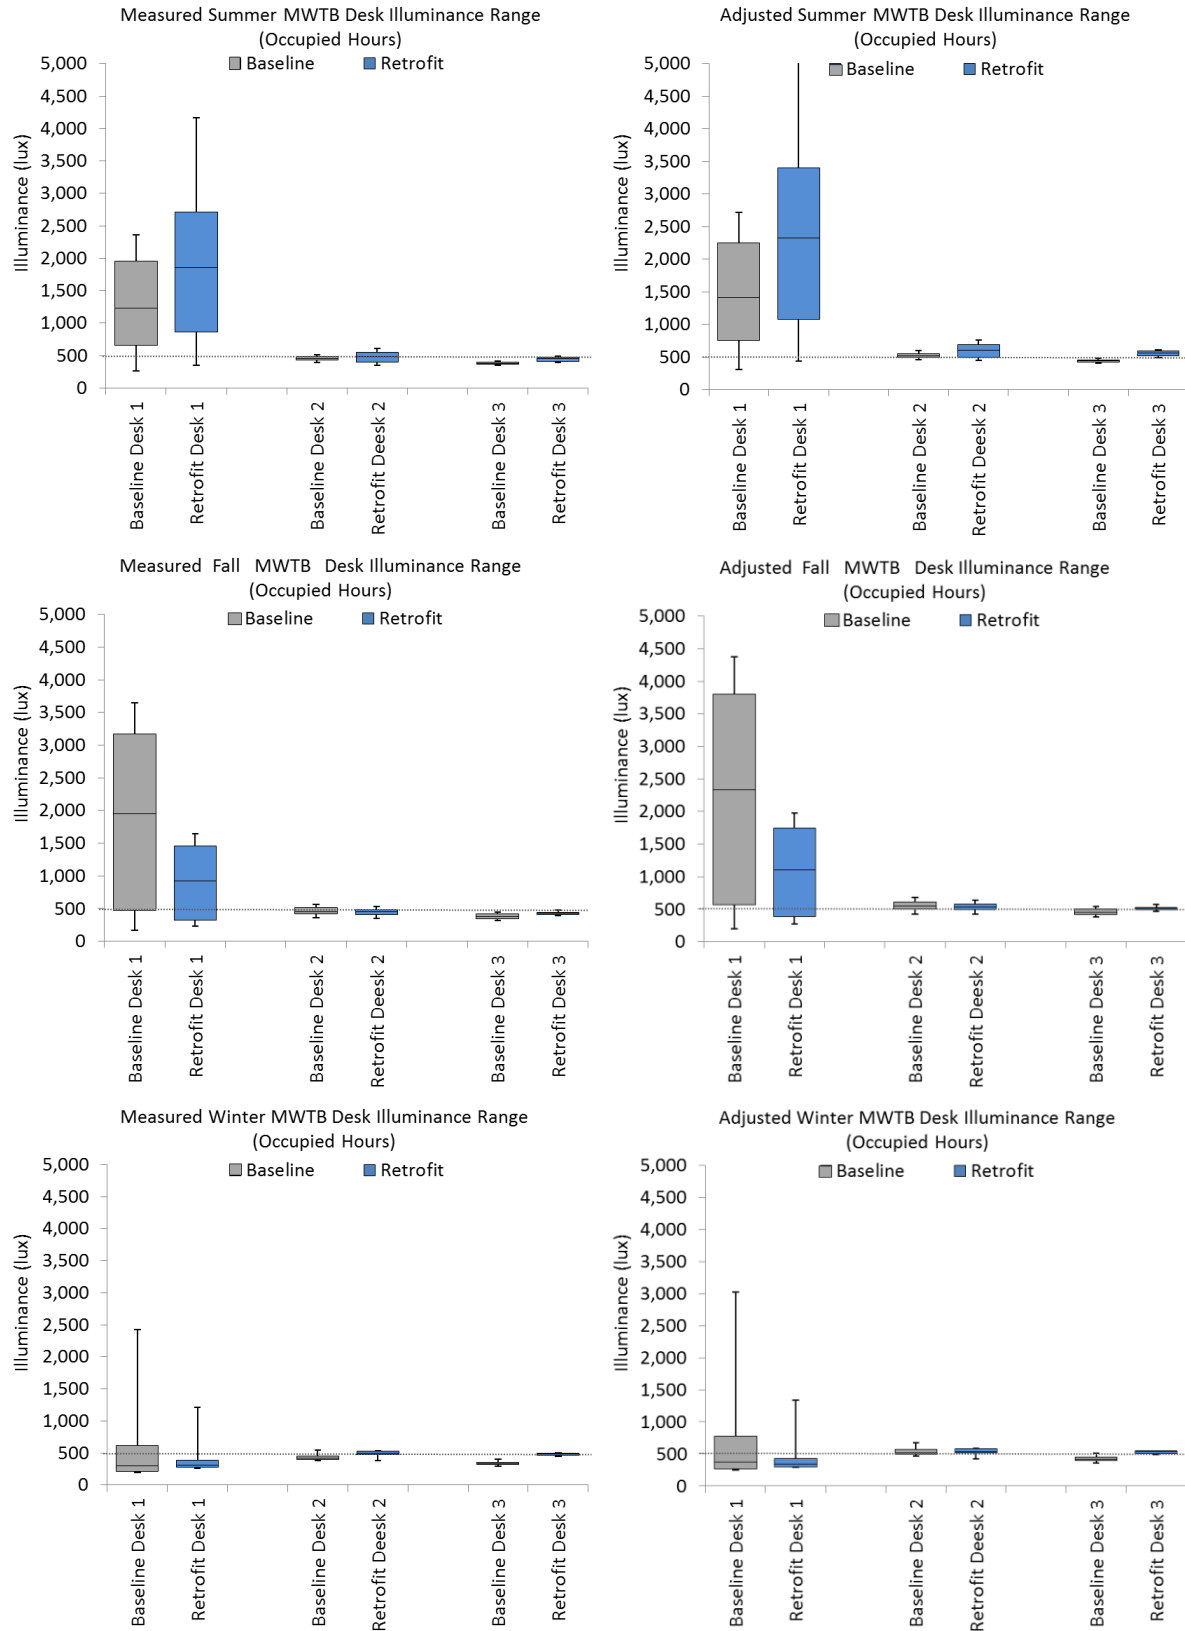 Measured Summer MWTB Desk Illuminance Range
(Occupied Hours)
Baseline Retrofit
5,000
4,500
4,000
3,500
3,000
2,500
2,000
1,500
1,000
500
0
Illuminance (lux)
Baseline Desk 1
Retrofit Desk 1
Baseline Desk 2
Retrofit Deesk 2
Baseline Desk 3
Retrofit Desk 3
Adjusted Summer MWTB Desk Illuminance Range
(Occupied Hours)
Baseline Retrofit
5,000
4,500
4,000
3,500
3,000
2,500
2,000
1,500
1,000
500
0
Illuminance (lux)
Baseline Desk 1
Retrofit Desk 1
Baseline Desk 2
Retrofit Deesk 2
Baseline Desk 3
Retrofit Desk 3
Measured Fall MWTB Desk Illuminance Range
(Occupied Hours)
Baseline Retrofit
5,000
4,500
4,000
3,500
3,000
2,500
2,000
1,500
1,000
500
0
Illuminance (lux)
Baseline Desk 1
Retrofit Desk 1
Baseline Desk 2
Retrofit Deesk 2
Baseline Desk 3
Retrofit Desk 3
Adjusted Fall MWTB Desk Illuminance Range
(Occupied Hours)
Baseline Retrofit
5,000
4,500
4,000
3,500
3,000
2,500
2,000
1,500
1,000
500
0
Illuminance (lux)
Baseline Desk 1
Retrofit Desk 1
Baseline Desk 2
Retrofit Deesk 2
Baseline Desk 3
Retrofit Desk 3
Measured Winter MWTB Desk Illuminance Range
(Occupied Hours)
Baseline Retrofit
5,000
4,500
4,000
3,500
3,000
2,500
2,000
1,500
1,000
500
0
Illuminance (lux)
Baseline Desk 1
Retrofit Desk 1
Baseline Desk 2
Retrofit Deesk 2
Baseline Desk 3
Retrofit Desk 3
Adjusted Winter MWTB Desk Illuminance Range
(Occupied Hours)
Baseline Retrofit
5,000
4,500
4,000
3,500
3,000
2,500
2,000
1,500
1,000
500
0
Illuminance (lux)
Baseline Desk 1
Retrofit Desk 1
Baseline Desk 2
Retrofit Deesk 2
Baseline Desk 3
Retrofit Desk 3